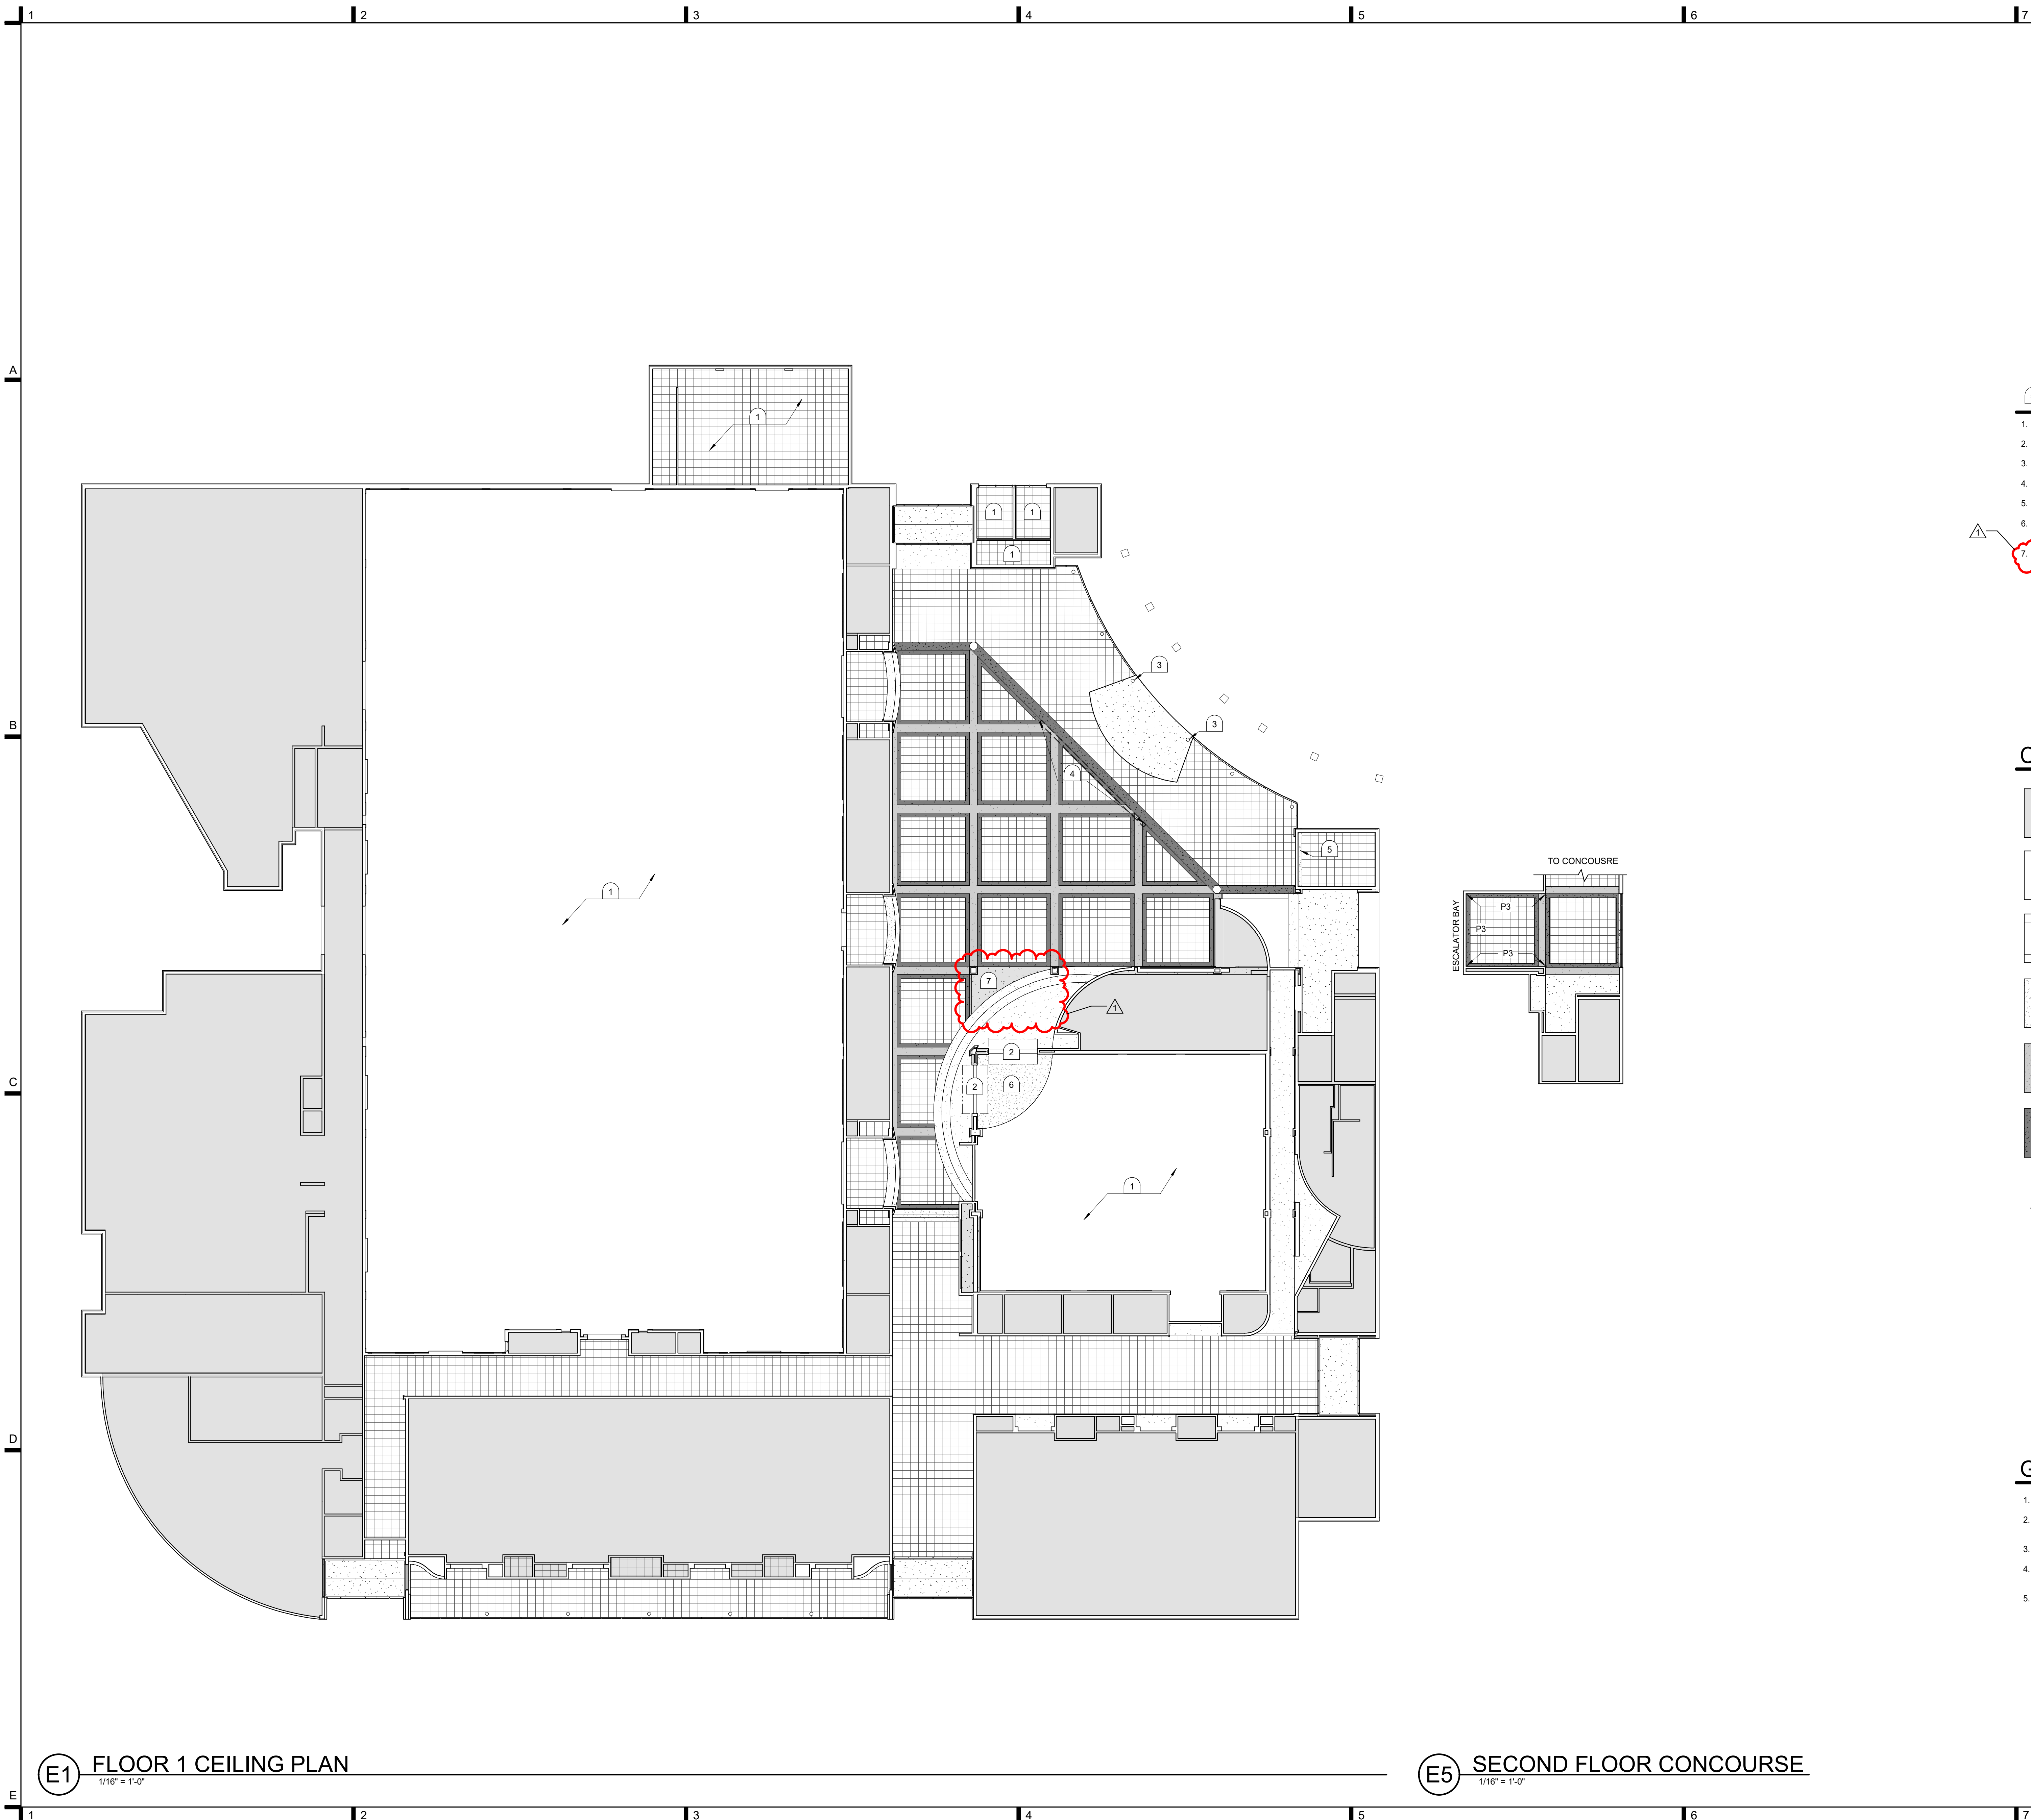 1 2 3 4 5 6 7
A
1
1.
2.
3.
4.
5.
1 1
6.
1
1
7.
3
B
3
C
4
5
TO CONCOUSRE
1
P3
ESCALATOR BAY
P3
P3
7
1
2
C
2
6
1
D
G
1.
2.
3.
4.
5.
E1 FLOOR 1 CEILING PLAN
1/16" = 1'-0"
E5 SECOND FLOOR CONCOURSE
1/16" = 1'-0"
E
1 2 3 4 5 6 7